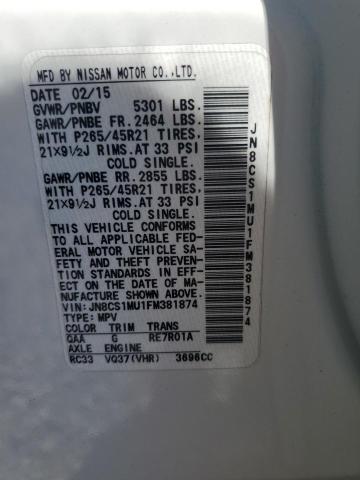 MFD BY NISSAN MOTOR CO.,LTD.
DATE 02/15
GVWR/PNBV 5301 LBS.
GAWR/PNBE FR. 2464 LBS.
WITH P265/45R21 TIRES,
21X9½J RIMS.AT 33 PSI
COLD SINGLE.
GAWR/PNBE RR. 2855 LBS.
WITH P265/45R21 TIRES,
21X9½J RIMS.AT 33 PSI
COLD SINGLE.
THIS VEHICLE CONFORMS
TO ALL APPLICABLE FED-
ERAL MOTOR VEHICLE SA-
FETY AND THEFT PREVEN-
TION STANDARDS IN EFF-
ECT ON THE DATE OF MA-
NUFACTURE SHOWN ABOVE.
VIN: JN8CS1MU1FM381874
TYPE: MPV
COLOR TRIM TRANS
QAA G RE7R01A
AXLE ENGINE
RC33 VQ37(VHR) 3696CC
JN8CS1MU1FM381874